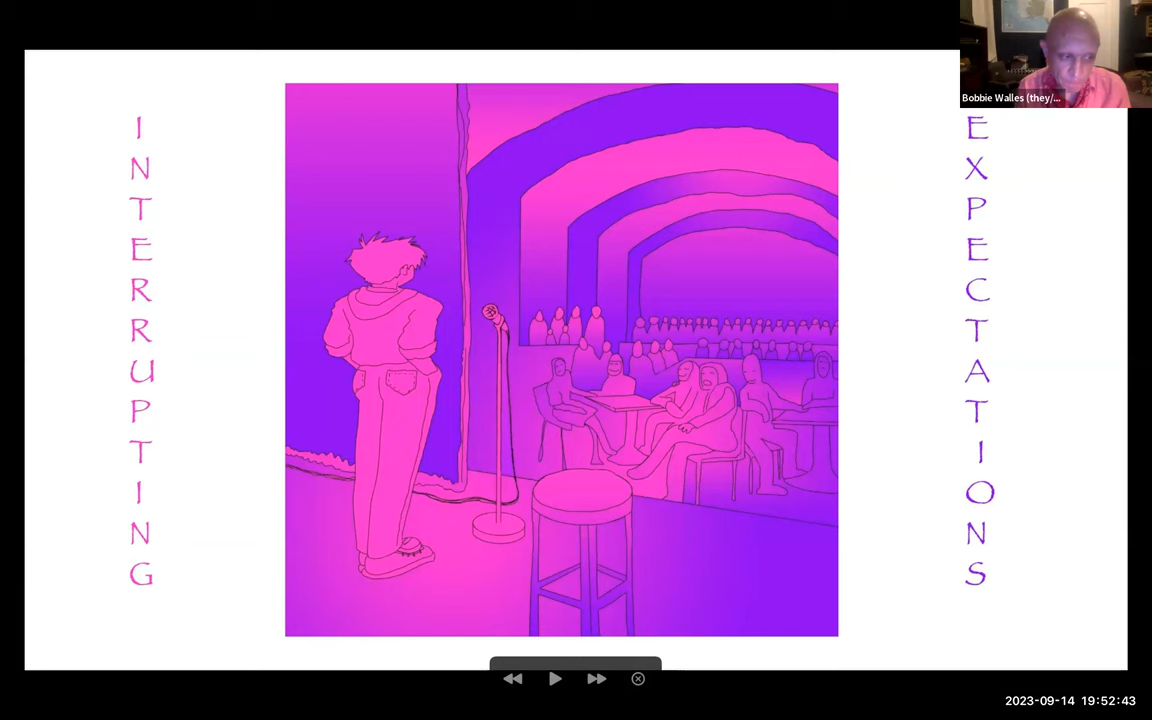 INTERRUPTING
EXPECTATIONS
Bobbie Walles (they/...
2023-09-14 19:52:43